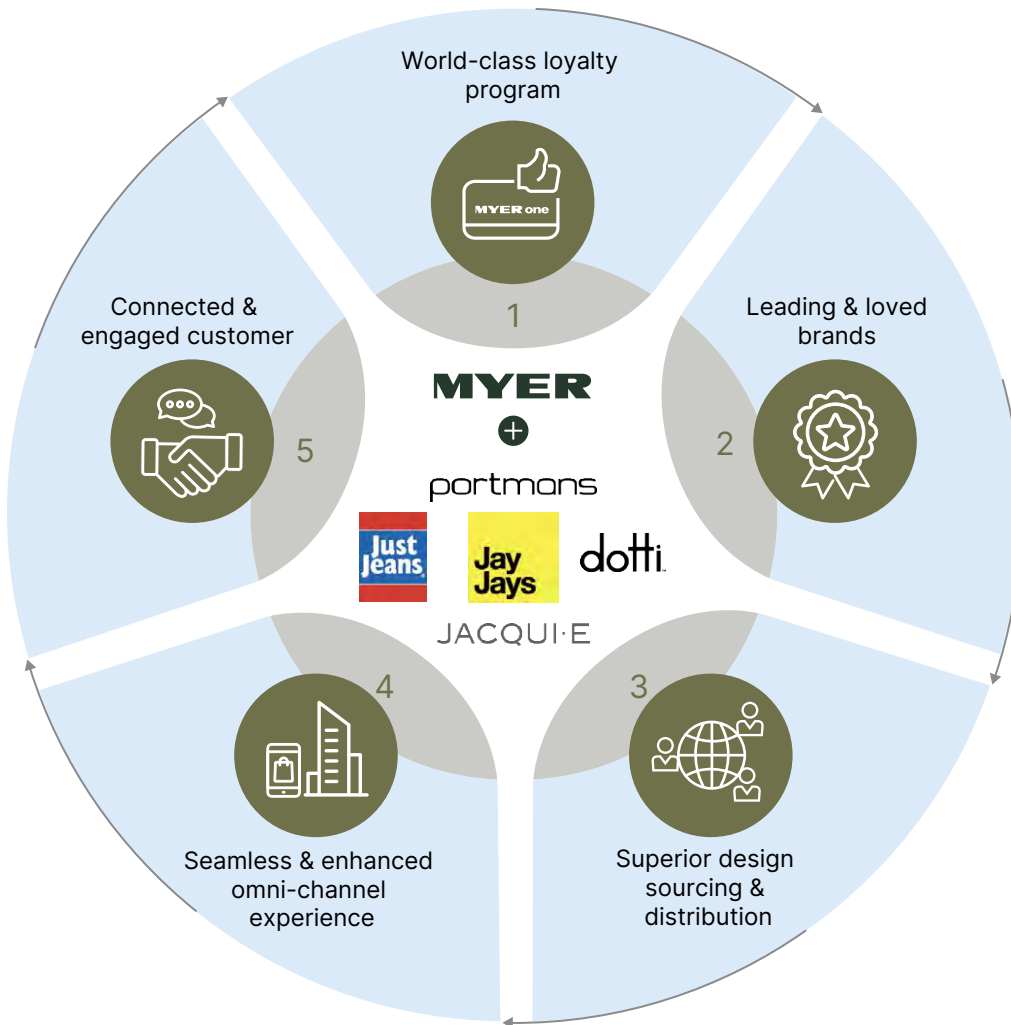 World-class loyalty
program
MYER one
1
Leading & loved
brands
2
Superior design
sourcing &
distribution
3
Seamless & enhanced
omni-channel
experience
4
Connected &
engaged customer
5
MYER
+
portmans
Just
Jeans
Jay
Jays
dotti
JACQUI·E